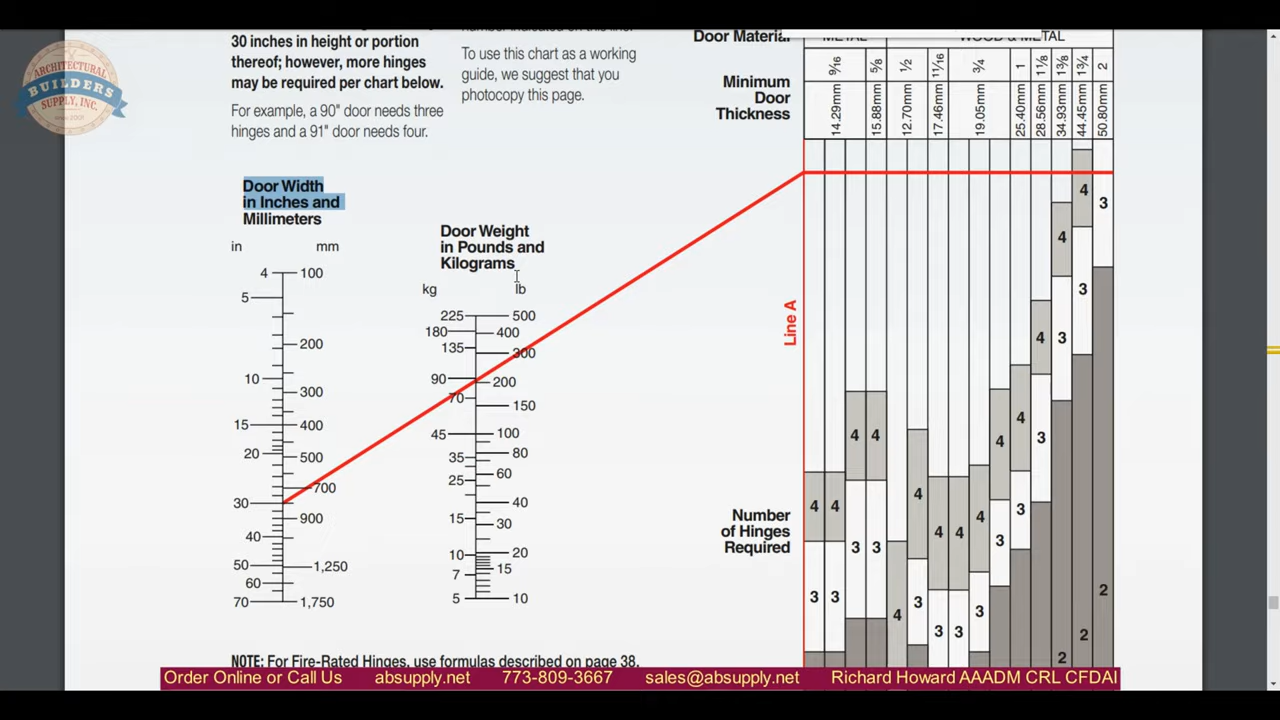 ARCHITECTURAL
BUILDERS
SUPPLY, INC.
30 inches in height or portion
thereof; however, more hinges
may be required per chart below.
For example, a 90" door needs three
hinges and a 91" door needs four.
number indicated on this line.
To use this chart as a working
guide, we suggest that you
photocopy this page.
Door Width
in Inches and
Millimeters
in mm
4 100
5
200
10
300
15 400
20
500
700
30
900
40
50 1,250
60
70 1,750
Door Weight
in Pounds and
Kilograms
kg lb
225 500
180 400
135 300
90 200
70
150
45 100
80
35
60
25
40
15 30
10 20
15
7
5 10
Door Material METAL WOOD & METAL
9/16 5/8 1/2 11/16 3/4 1 1 1/8 1 3/8 1 3/4 2
Minimum
Door
Thickness
14.29mm 15.88mm 12.70mm 17.46mm 19.05mm 25.40mm 28.56mm 34.93mm 44.45mm 50.80mm
Line A
4 3
4
3
4 3
4
4 4 3
4
4 4 4
3
4 4
4 3
3 3 3
2
3 3 3 3
4
3 3
2
2
Number
of Hinges
Required
NOTE: For Fire-Rated Hinges, use formulas described on page 38.
Order Online or Call Us absupply.net 773-809-3667 sales@absupply.net Richard Howard AAADM CRL CFDAI